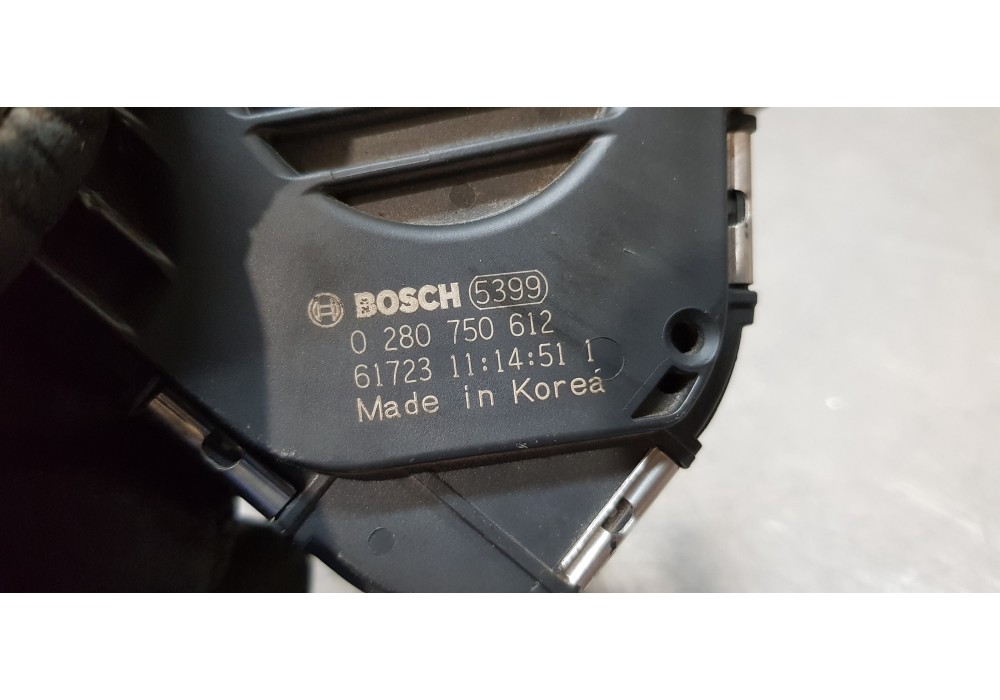 BOSCH 5399
0 280 750 612
61723 11:14:51 1
Made in Korea